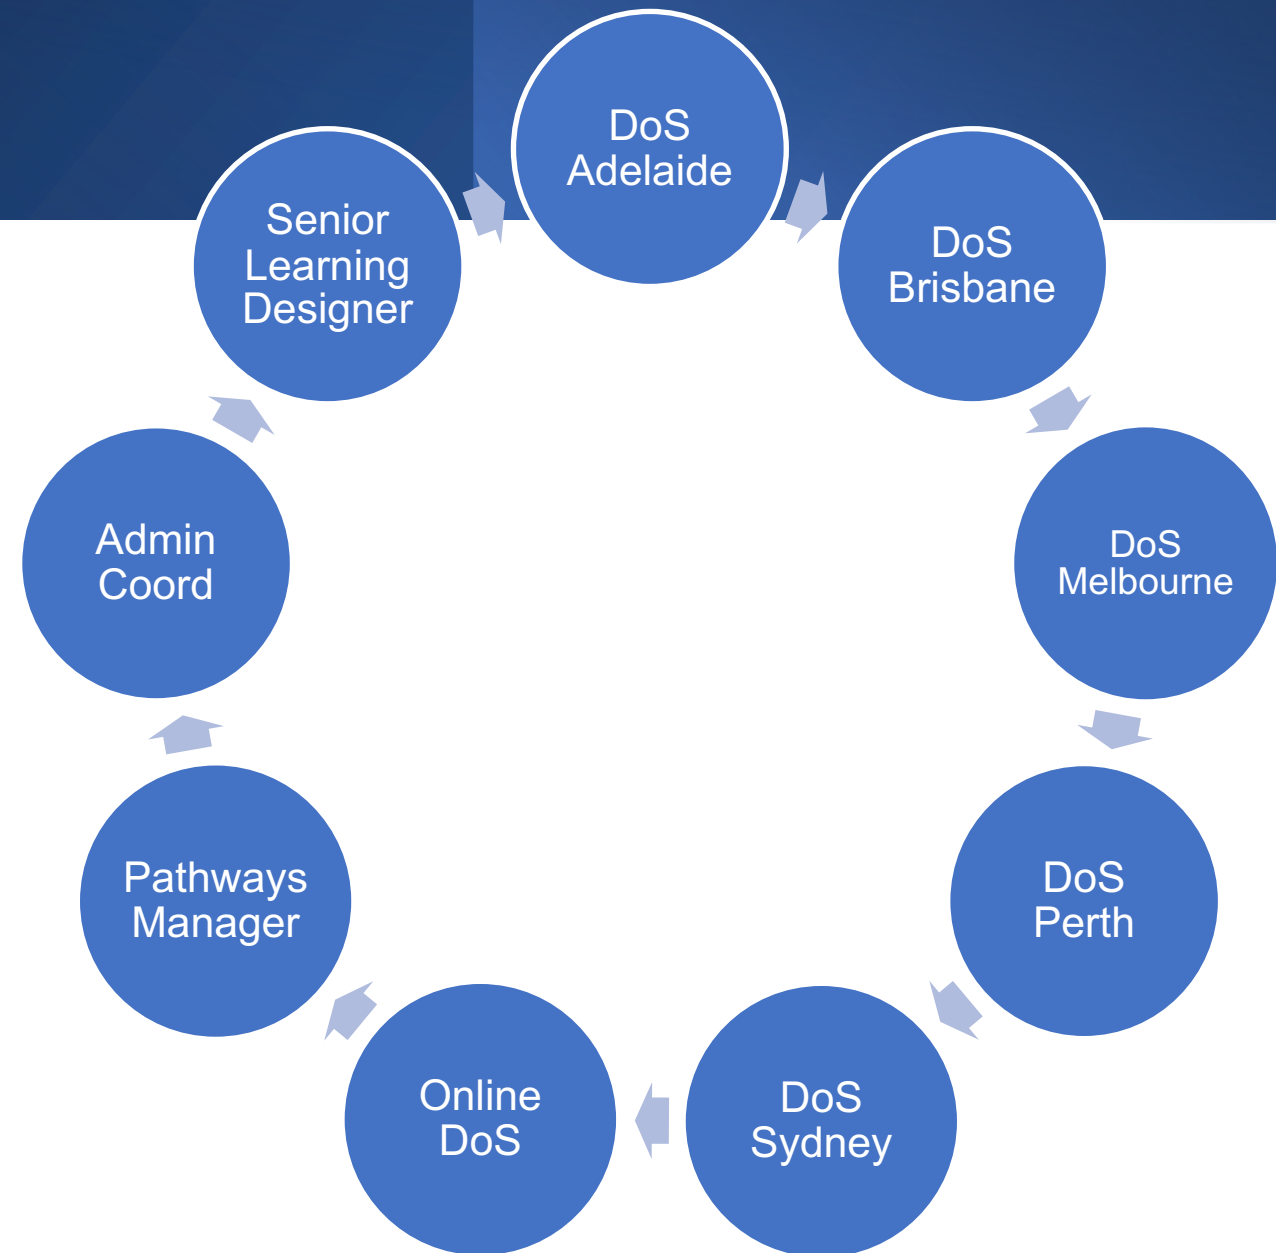 DoS
Adelaide
DoS
Brisbane
DoS
Melbourne
DoS
Perth
DoS
Sydney
Online
DoS
Pathways
Manager
Admin
Coord
Senior
Learning
Designer